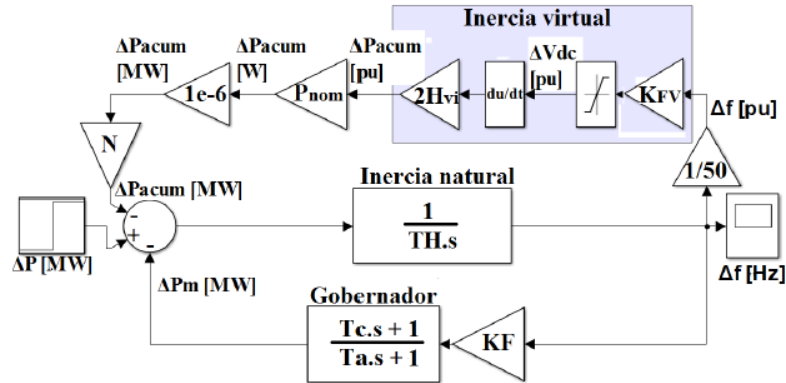 Inercia virtual
ΔPacum
[MW]
ΔPacum
[W]
ΔPacum
[pu]
ΔVdc
[pu]
1e-6
Pnom
2Hvi
du/dt
KFV
Δf [pu]
N
1/50
ΔPacum [MW]
Inercia natural
-
+
-
1
TH.s
ΔP [MW]
Δf [Hz]
ΔPm [MW]
Gobernador
Tc.s + 1
Ta.s + 1
KF